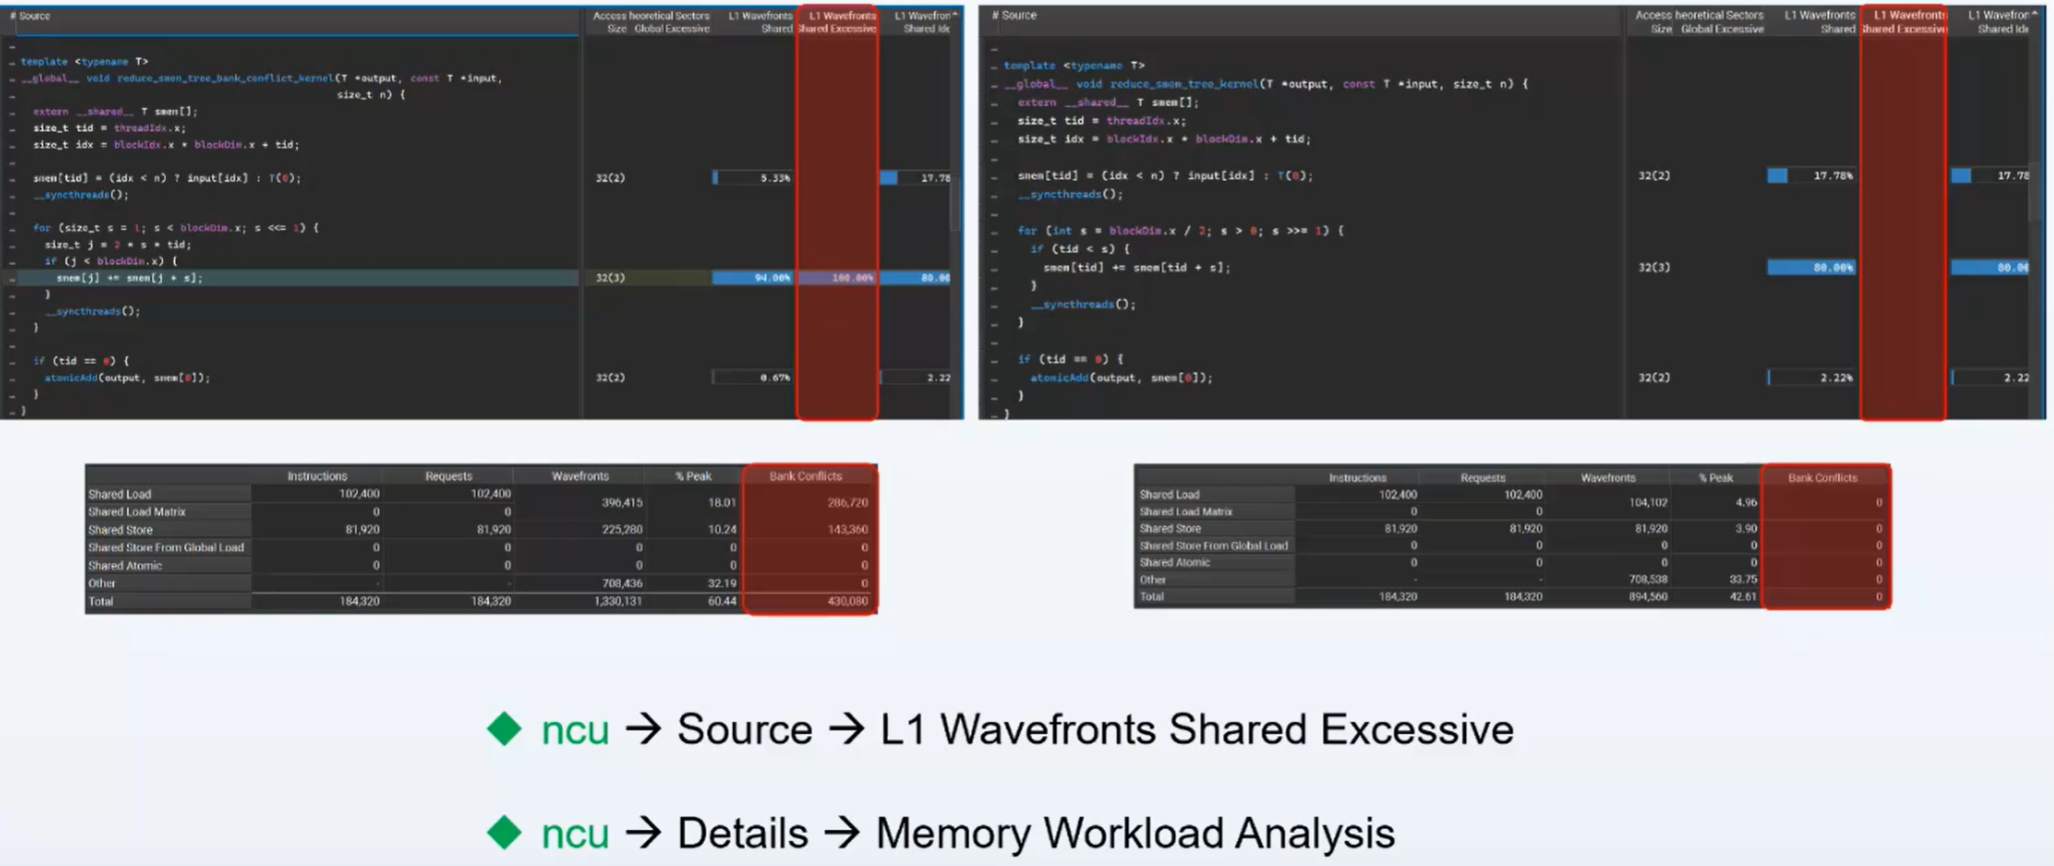 # Source
Access heoretical Sectors L1 Wavefronts L1 Wavefronts L1 Wavefron
Size Global Excessive Shared Shared Excessive Shared Ide
template <typename T>
__global__ void reduce_smem_tree_bank_conflict_kernel(T *output, const T *input,
size_t n) {
extern __shared__ T smem[];
size_t tid = threadIdx.x;
size_t idx = blockIdx.x * blockDim.x + tid;
smem[tid] = (idx < n) ? input[idx] : T(0); 32(2) 5.33% 17.78
__syncthreads();
for (size_t s = 1; s < blockDim.x; s <<= 1) {
size_t j = 2 * s * tid;
if (j < blockDim.x) {
smem[j] += smem[j + s]; 32(3) 94.00% 100.00% 80.00
}
__syncthreads();
}
if (tid == 0) {
atomicAdd(output, smem[0]); 32(2) 0.67% 2.22
}
}
# Source
Access heoretical Sectors L1 Wavefronts L1 Wavefronts L1 Wavefron
Size Global Excessive Shared Shared Excessive Shared Ide
template <typename T>
__global__ void reduce_smem_tree_kernel(T *output, const T *input, size_t n) {
extern __shared__ T smem[];
size_t tid = threadIdx.x;
size_t idx = blockIdx.x * blockDim.x + tid;
smem[tid] = (idx < n) ? input[idx] : T(0); 32(2) 17.78% 17.78
__syncthreads();
for (int s = blockDim.x / 2; s > 0; s >>= 1) {
if (tid < s) {
smem[tid] += smem[tid + s]; 32(3) 80.00% 80.00
}
__syncthreads();
}
if (tid == 0) {
atomicAdd(output, smem[0]); 32(2) 2.22% 2.22
}
}
Instructions Requests Wavefronts % Peak Bank Conflicts
Shared Load 102,400 102,400 396,415 18.01 286,720
Shared Load Matrix 0 0
Shared Store 81,920 81,920 225,280 10.24 143,360
Shared Store From Global Load 0 0 0 0 0
Shared Atomic 0 0 0 0 0
Other - - 708,436 32.19 0
Total 184,320 184,320 1,330,131 60.44 430,080
Instructions Requests Wavefronts % Peak Bank Conflicts
Shared Load 102,400 102,400 104,102 4.96 0
Shared Load Matrix 0 0
Shared Store 81,920 81,920 81,920 3.90 0
Shared Store From Global Load 0 0 0 0 0
Shared Atomic 0 0 0 0 0
Other - - 708,538 33.75 0
Total 184,320 184,320 894,560 42.61 0
◆ ncu → Source → L1 Wavefronts Shared Excessive
◆ ncu → Details → Memory Workload Analysis